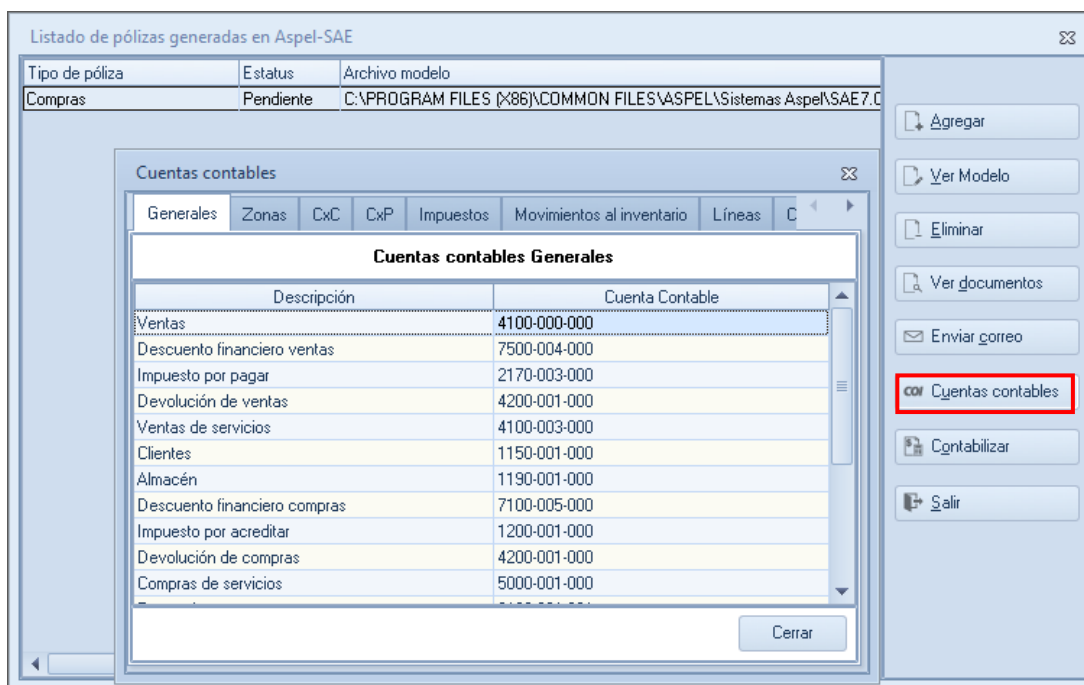 Listado de pólizas generadas en Aspel-SAE
Tipo de póliza Estatus Archivo modelo
Compras Pendiente C:\PROGRAM FILES (X86)\COMMON FILES\ASPEL\Sistemas Aspel\SAE7.0
Agregar
Ver Modelo
Eliminar
Ver documentos
Enviar correo
COI Cuentas contables
Contabilizar
Salir
Cuentas contables
Generales Zonas CxC CxP Impuestos Movimientos al inventario Líneas C
Cuentas contables Generales
Descripción Cuenta Contable
Ventas 4100-000-000
Descuento financiero ventas 7500-004-000
Impuesto por pagar 2170-003-000
Devolución de ventas 4200-001-000
Ventas de servicios 4100-003-000
Clientes 1150-001-000
Almacén 1190-001-000
Descuento financiero compras 7100-005-000
Impuesto por acreditar 1200-001-000
Devolución de compras 4200-001-000
Compras de servicios 5000-001-000
Cerrar